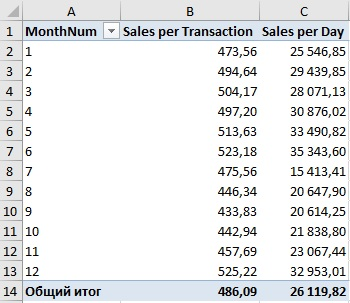 A B C
1 MonthNum Sales per Transaction Sales per Day
2 1 473,56 25 546,85
3 2 494,64 29 439,85
4 3 504,17 28 071,13
5 4 497,20 30 876,02
6 5 513,63 33 490,82
7 6 523,18 35 343,60
8 7 475,56 15 413,41
9 8 446,34 20 647,90
10 9 433,83 20 614,25
11 10 442,94 21 838,80
12 11 457,69 23 067,44
13 12 525,22 32 953,01
14 Общий итог 486,09 26 119,82